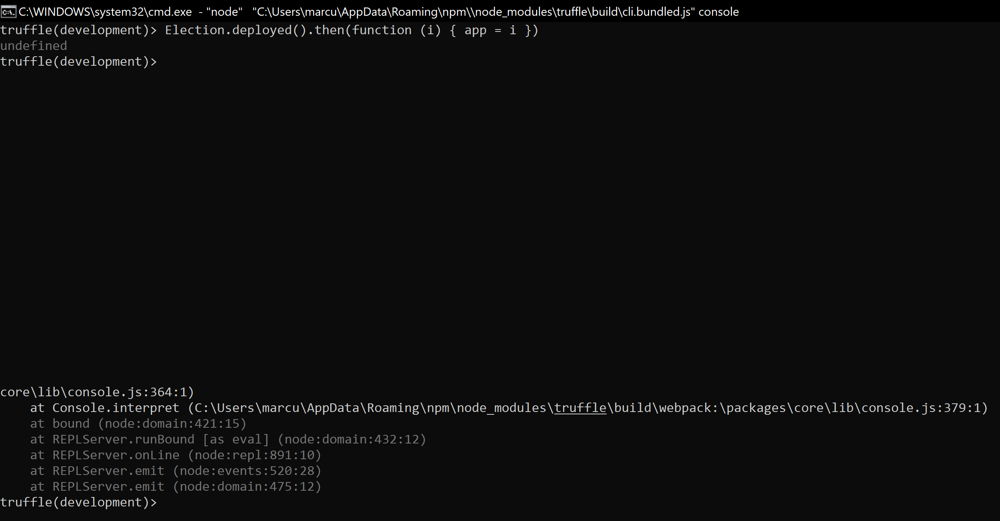 C:\WINDOWS\system32\cmd.exe - "node" "C:\Users\marcu\AppData\Roaming\npm\\node_modules\truffle\build\cli.bundled.js" console
truffle(development)> Election.deployed().then(function (i) { app = i })
undefined
truffle(development)>
core\lib\console.js:364:1)
    at Console.interpret (C:\Users\marcu\AppData\Roaming\npm\node_modules\truffle\build\webpack:\packages\core\lib\console.js:379:1)
    at bound (node:domain:421:15)
    at REPLServer.runBound [as eval] (node:domain:432:12)
    at REPLServer.onLine (node:repl:891:10)
    at REPLServer.emit (node:events:520:28)
    at REPLServer.emit (node:domain:475:12)
truffle(development)>